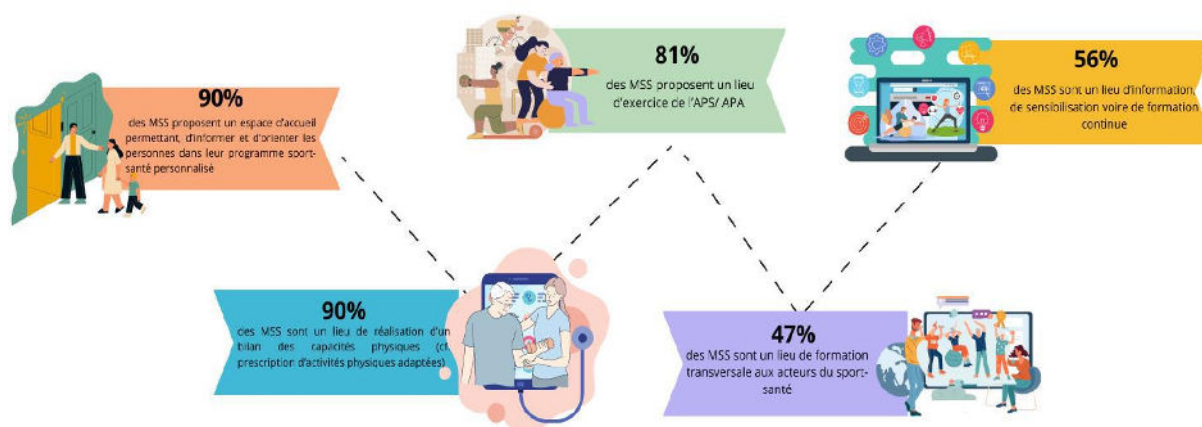 90%
des MSS proposent un espace d'accueil
permettant, d'informer et d'orienter les
personnes dans leur programme sport-
santé personnalisé
90%
des MSS sont un lieu de réalisation d'un
bilan des capacités physiques (cf
prescription d'activités physiques adaptées)
81%
des MSS proposent un lieu
d'exercice de l'APS/ APA
47%
des MSS sont un lieu de formation
transversale aux acteurs du sport-
santé
56%
des MSS sont un lieu d'information,
de sensibilisation voire de formation
continue